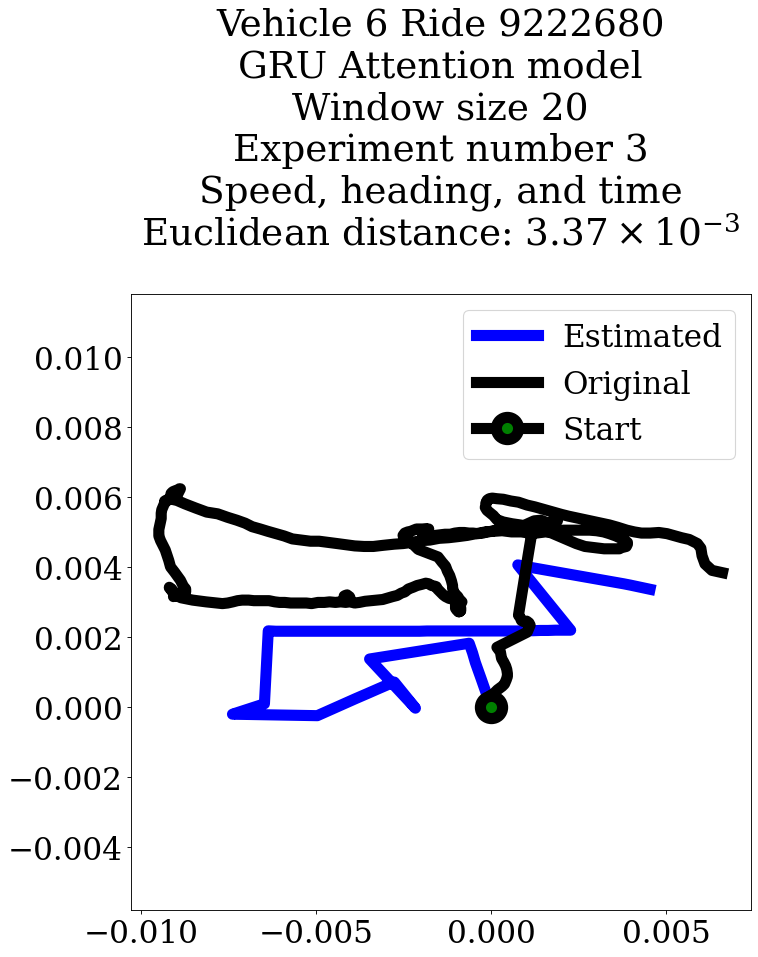 Vehicle 6 Ride 9222680
GRU Attention model
Window size 20
Experiment number 3
Speed, heading, and time
Euclidean distance: 3.37 × 10⁻³
Estimated
Original
Start
0.010
0.008
0.006
0.004
0.002
0.000
−0.002
−0.004
−0.010
−0.005
0.000
0.005